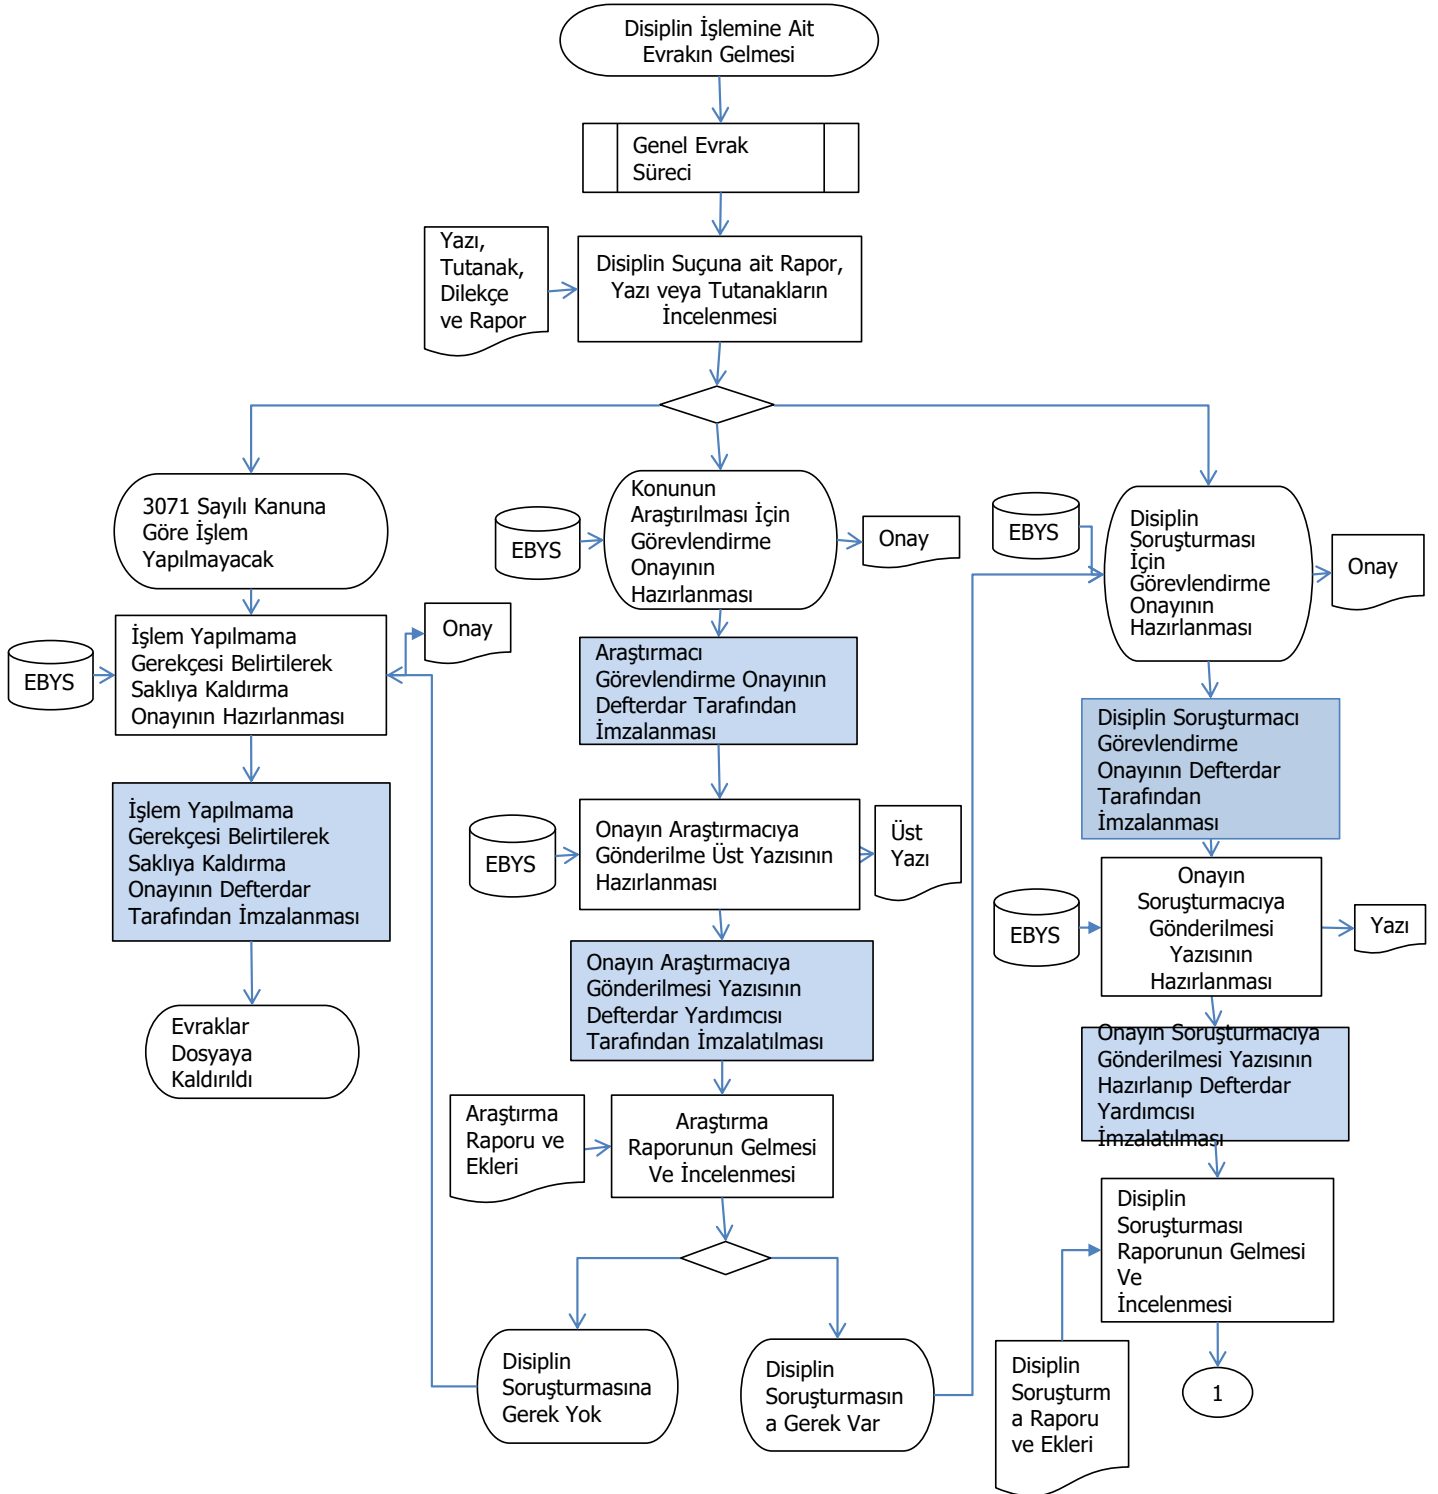 Disiplin İşlemine Ait
Evrakın Gelmesi
Genel Evrak
Süreci
Yazı,
Tutanak,
Dilekçe
ve Rapor
Disiplin Suçuna ait Rapor,
Yazı veya Tutanakların
İncelenmesi
3071 Sayılı Kanuna
Göre İşlem
Yapılmayacak
EBYS
Konunun
Araştırılması İçin
Görevlendirme
Onayının
Hazırlanması
Onay
EBYS
Disiplin
Soruşturması
İçin
Görevlendirme
Onayının
Hazırlanması
Onay
EBYS
İşlem Yapılmama
Gerekçesi Belirtilerek
Saklıya Kaldırma
Onayının Hazırlanması
Onay
Araştırmacı
Görevlendirme Onayının
Defterdar Tarafından
İmzalanması
Disiplin Soruşturmacı
Görevlendirme
Onayının Defterdar
Tarafından
İmzalanması
İşlem Yapılmama
Gerekçesi Belirtilerek
Saklıya Kaldırma
Onayının Defterdar
Tarafından İmzalanması
EBYS
Onayın Araştırmacıya
Gönderilme Üst Yazısının
Hazırlanması
Üst
Yazı
EBYS
Onayın
Soruşturmacıya
Gönderilmesi
Yazısının
Hazırlanması
Yazı
Onayın Araştırmacıya
Gönderilmesi Yazısının
Defterdar Yardımcısı
Tarafından İmzalatılması
Evraklar
Dosyaya
Kaldırıldı
Onayın Soruşturmacıya
Gönderilmesi Yazısının
Hazırlanıp Defterdar
Yardımcısı
İmzalatılması
Araştırma
Raporu ve
Ekleri
Araştırma
Raporunun Gelmesi
Ve İncelenmesi
Disiplin
Soruşturması
Raporunun Gelmesi
Ve
İncelenmesi
Disiplin
Soruşturmasına
Gerek Yok
Disiplin
Soruşturmasın
a Gerek Var
Disiplin
Soruşturm
a Raporu
ve Ekleri
1